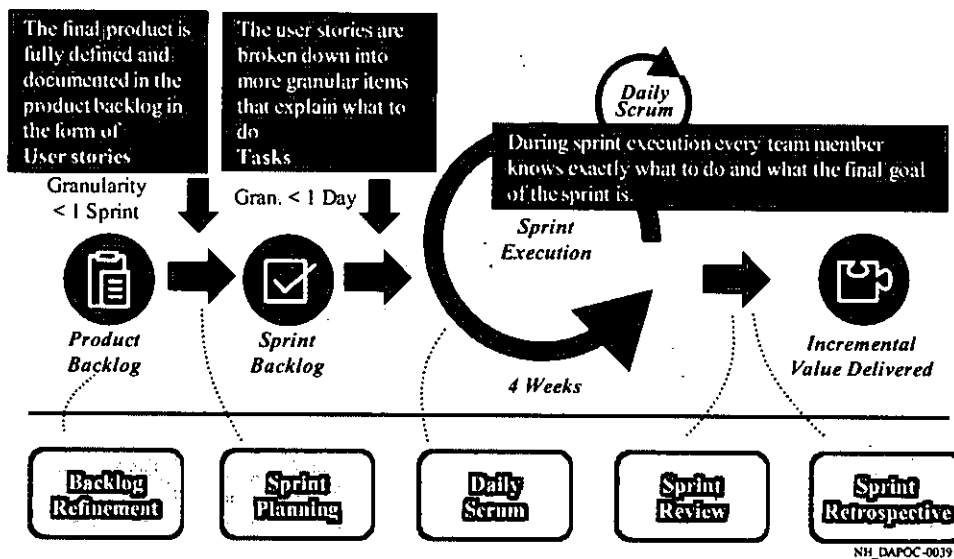 The final product is
fully defined and
documented in the
product backlog in
the form of
User stories
The user stories are
broken down into
more granular items
that explain what to
do
Tasks
Daily
Scrum
During sprint execution every team member
knows exactly what to do and what the final goal
of the sprint is.
Granularity
< 1 Sprint
Gran. < 1 Day
Sprint
Execution
Product
Backlog
Sprint
Backlog
4 Weeks
Incremental
Value Delivered
Backlog
Refinement
Sprint
Planning
Daily
Scrum
Sprint
Review
Sprint
Retrospective
NH_DAPOC-0039